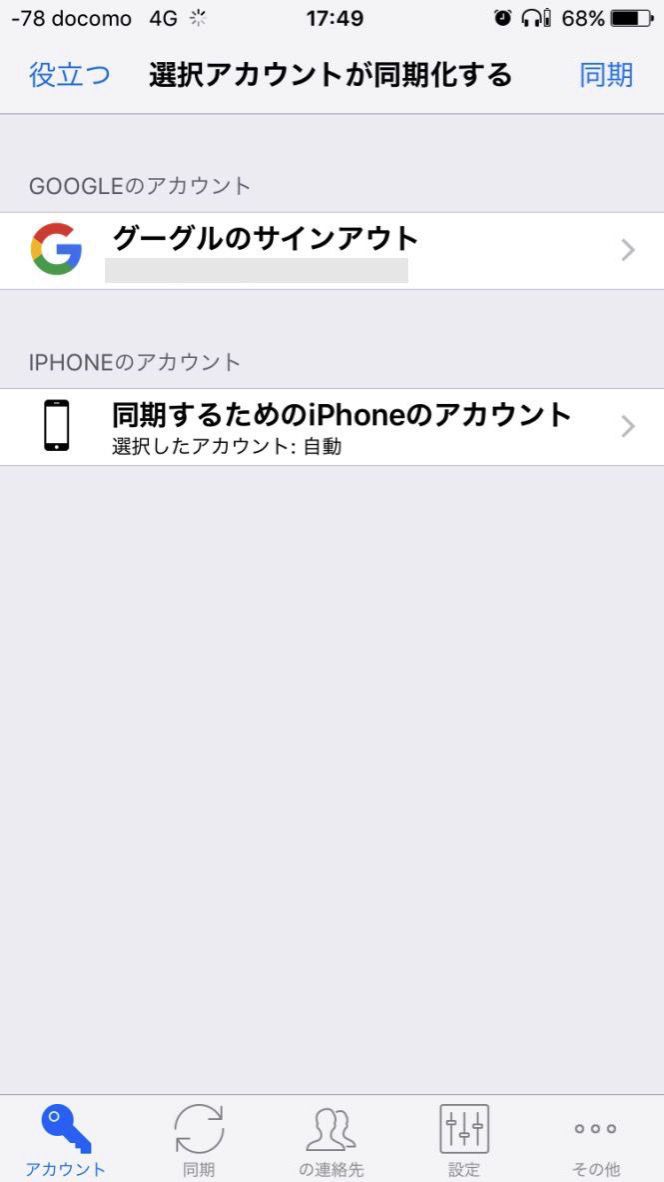 -78 docomo 4G 17:49 68%
役立つ 選択アカウントが同期化する 同期
GOOGLEのアカウント
グーグルのサインアウト
IPHONEのアカウント
同期するためのiPhoneのアカウント
選択したアカウント: 自動
アカウント 同期 の連絡先 設定 その他